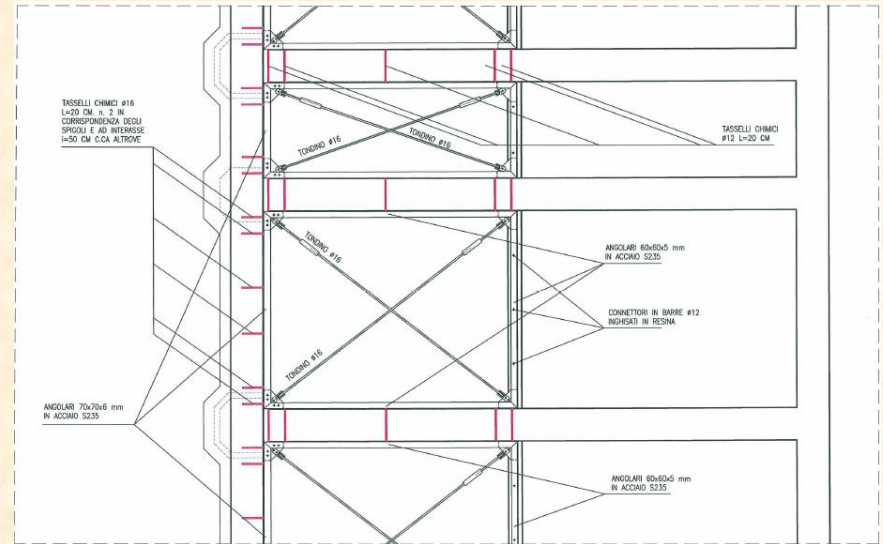 TASSELLI CHIMICI ø16
L=20 CM. n. 2 IN
CORRISPONDENZA DEGLI
SPIGOLI E AD INTERASSE
i=50 CM C.CA ALTROVE
TONDINO ø16
TONDINO ø16
TASSELLI CHIMICI
ø12 L=20 CM
TONDINO ø16
ANGOLARI 60x60x5 mm
IN ACCIAIO S235
CONNETTORI IN BARRE ø12
INGHISATI IN RESINA
TONDINO ø16
ANGOLARI 70x70x6 mm
IN ACCIAIO S235
ANGOLARI 60x60x5 mm
IN ACCIAIO S235